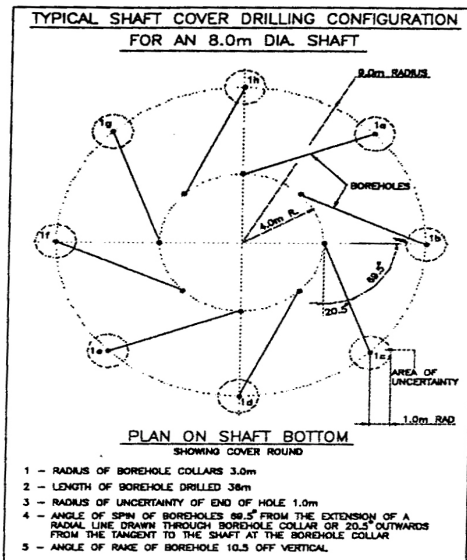 TYPICAL SHAFT COVER DRILLING CONFIGURATION
FOR AN 8.0m DIA. SHAFT
9.0m RADIUS
1h
1g
1a
BOREHOLES
4.0m R.
1f
1b
69.5°
20.5°
1e
1c
AREA OF
UNCERTAINTY
1d
1.0m RAD
PLAN ON SHAFT BOTTOM
SHOWING COVER ROUND
1 - RADIUS OF BOREHOLE COLLARS 3.0m
2 - LENGTH OF BOREHOLE DRILLED 36m
3 - RADIUS OF UNCERTAINTY OF END OF HOLE 1.0m
4 - ANGLE OF SPIN OF BOREHOLES 69.5° FROM THE EXTENSION OF A
RADIAL LINE DRAWN THROUGH BOREHOLE COLLAR OR 20.5° OUTWARDS
FROM THE TANGENT TO THE SHAFT AT THE BOREHOLE COLLAR
5 - ANGLE OF RAKE OF BOREHOLE 10.5 OFF VERTICAL